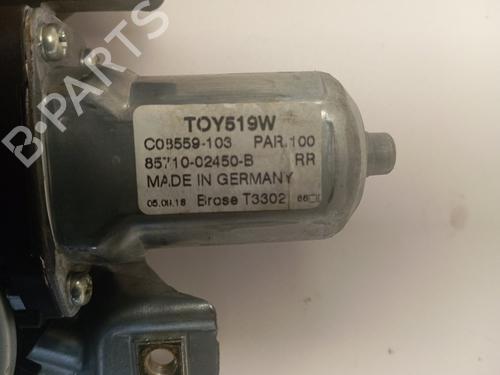 B-PARTS
TOY519W
C08559-103 PAR.100
85710-02450-B RR
MADE IN GERMANY
Brose T3302